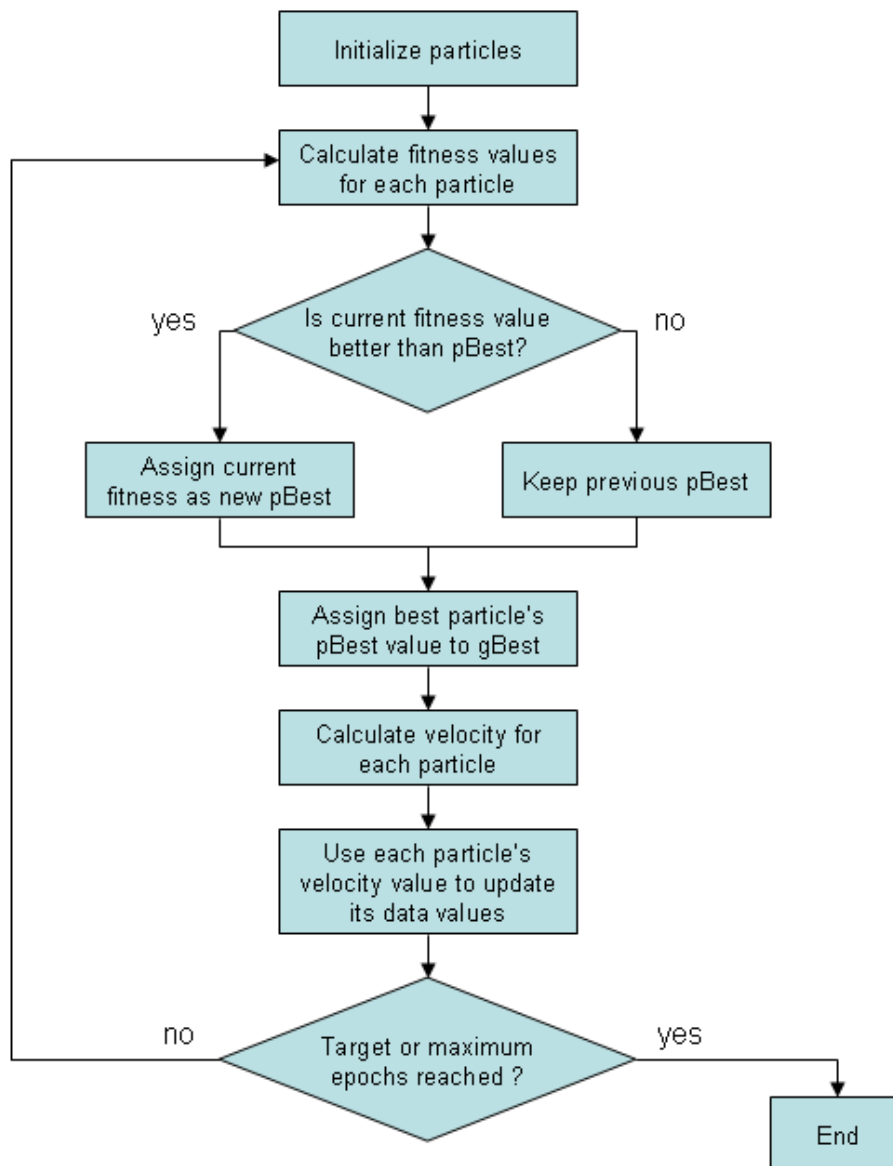 Initialize particles
Calculate fitness values
for each particle
yes
Is current fitness value
better than pBest?
no
Assign current
fitness as new pBest
Keep previous pBest
Assign best particle's
pBest value to gBest
Calculate velocity for
each particle
Use each particle's
velocity value to update
its data values
no
Target or maximum
epochs reached ?
yes
End